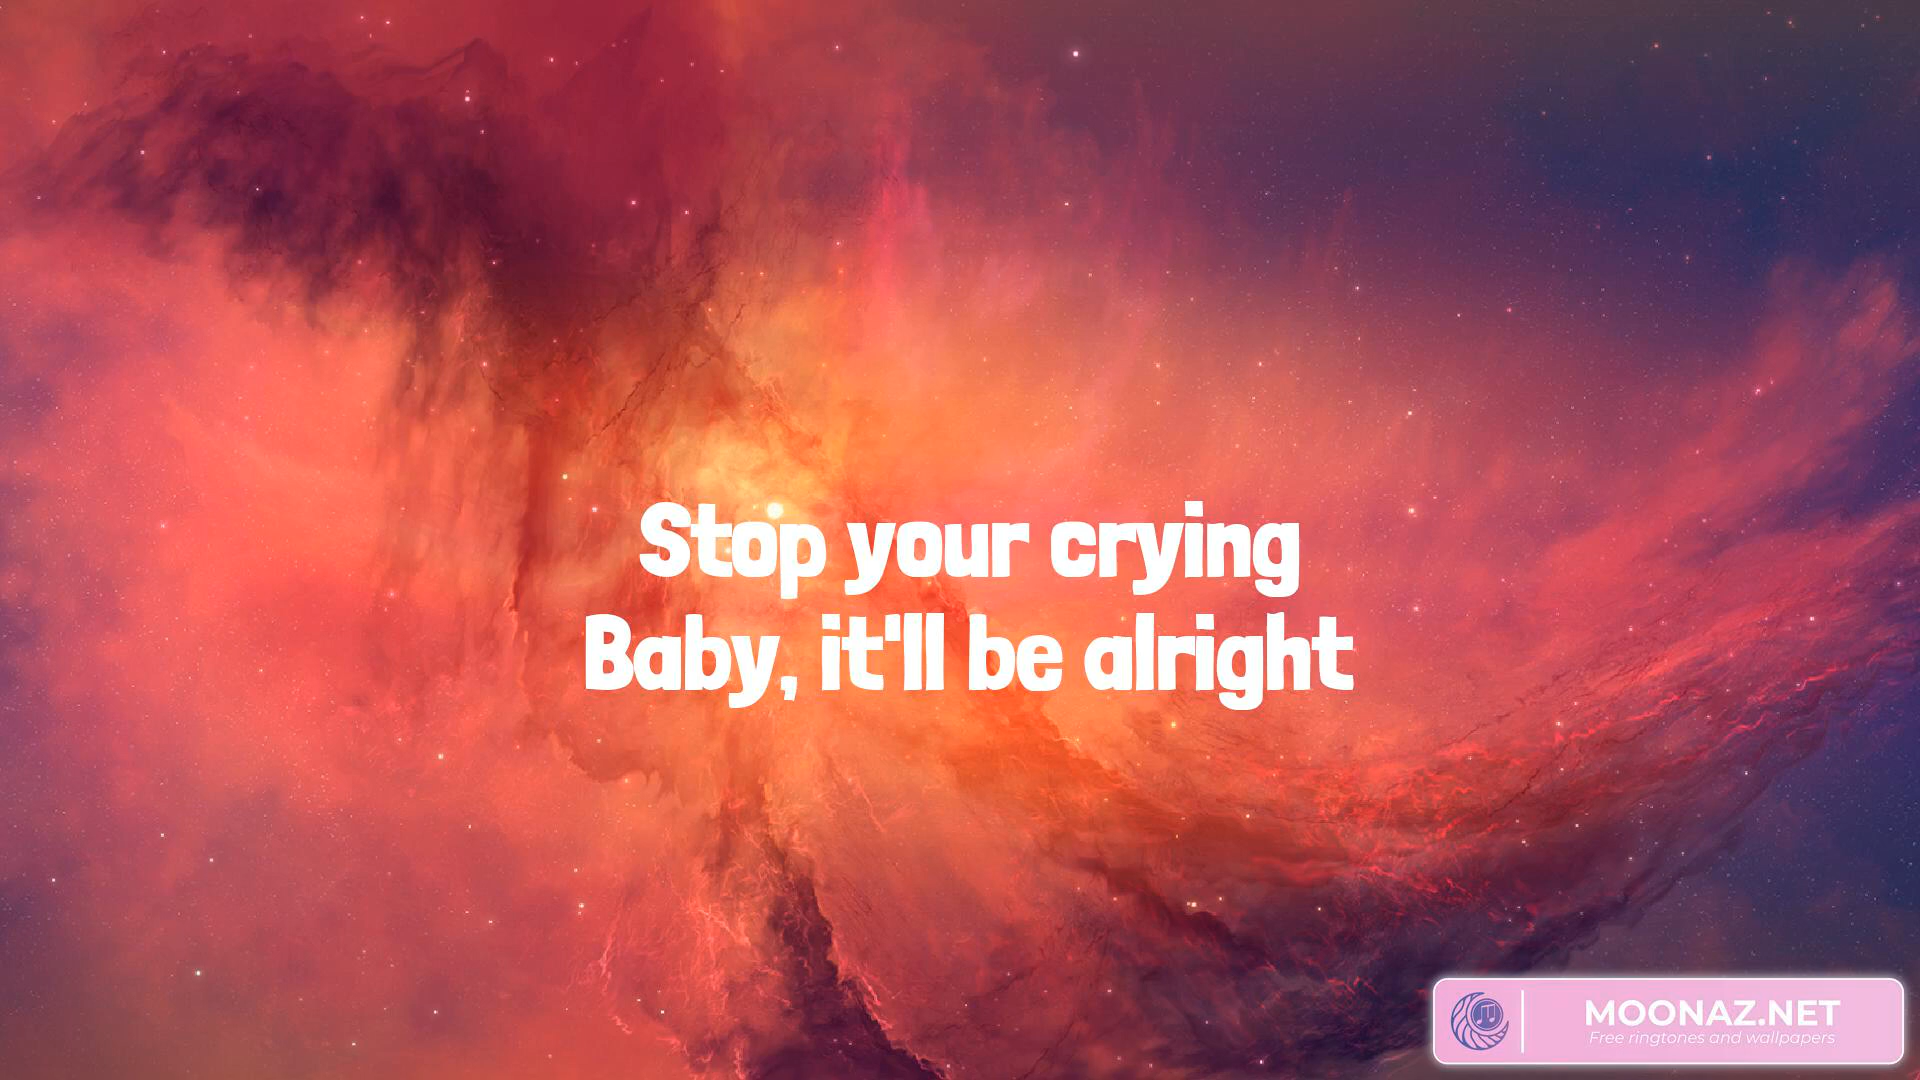 Stop your crying
Baby, it'll be alright
MOONAZ.NET
Free ringtones and wallpapers